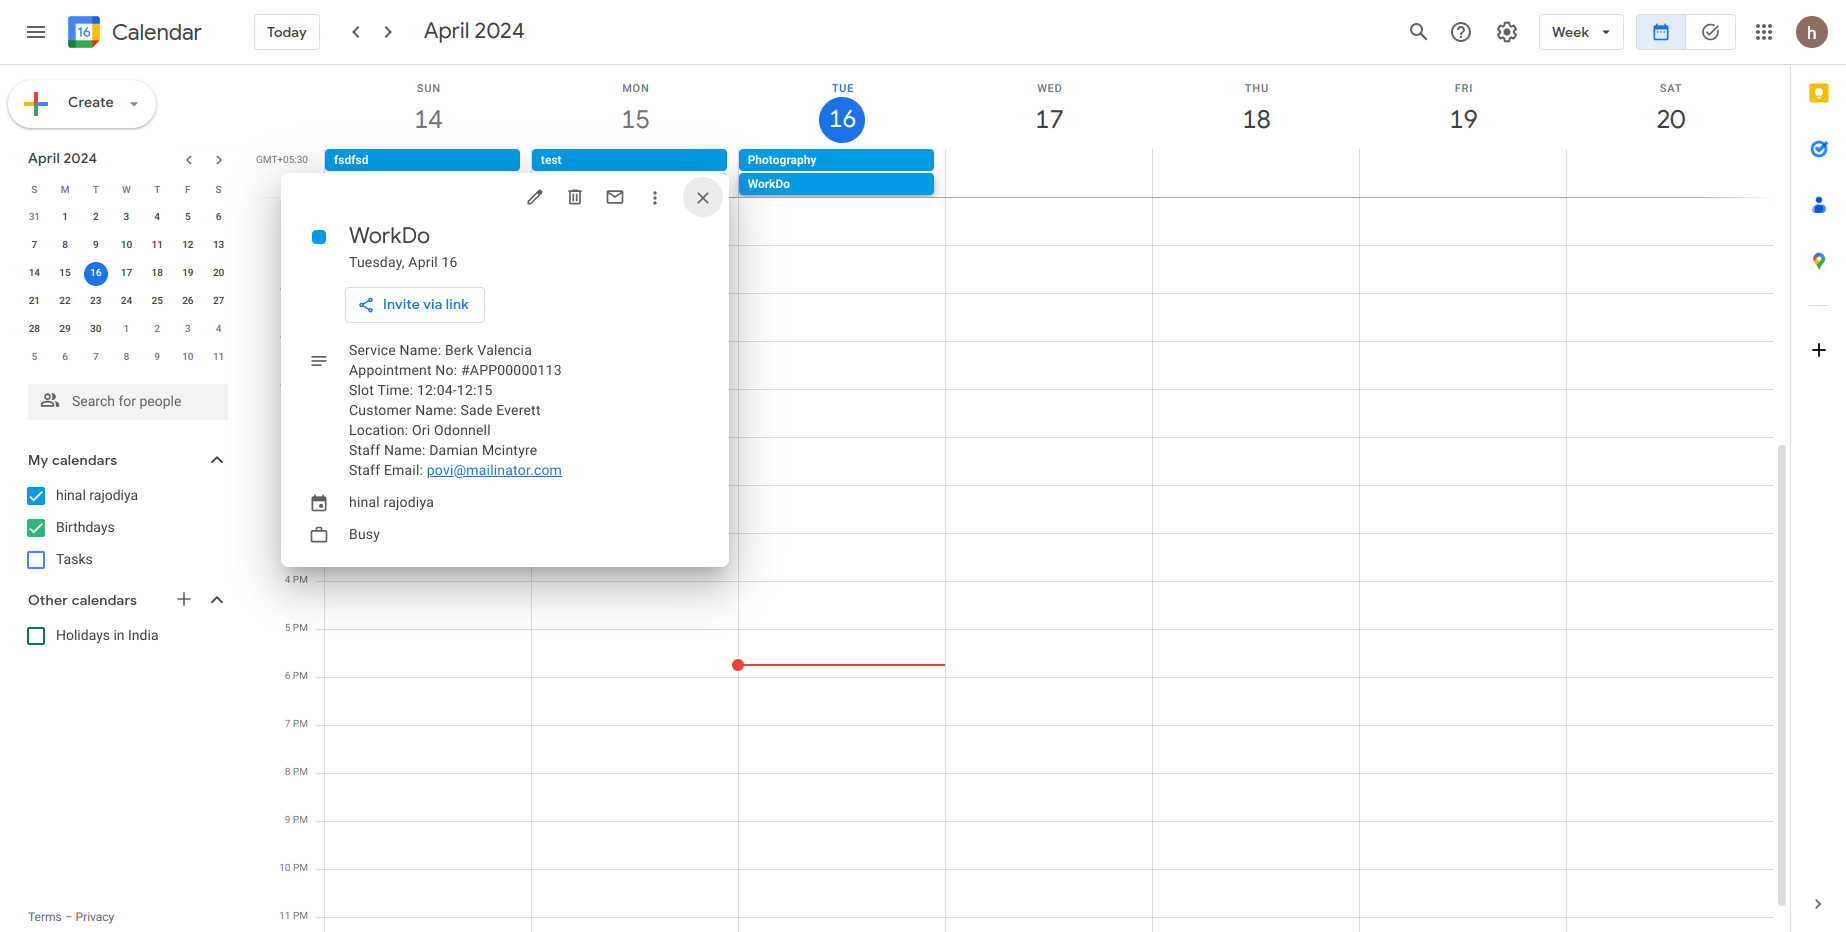 16
Calendar
Today
April 2024
Week
h
Create
SUN
MON
TUE
WED
THU
FRI
SAT
14
15
16
17
18
19
20
GMT+05:30
fsdfsd
test
Photography
WorkDo
April 2024
S M T W T F S
31 1 2 3 4 5 6
7 8 9 10 11 12 13
14 15 16 17 18 19 20
21 22 23 24 25 26 27
28 29 30 1 2 3 4
5 6 7 8 9 10 11
Search for people
My calendars
hinal rajodiya
Birthdays
Tasks
Other calendars
Holidays in India
Terms – Privacy
WorkDo
Tuesday, April 16
Invite via link
Service Name: Berk Valencia
Appointment No: #APP00000113
Slot Time: 12:04-12:15
Customer Name: Sade Everett
Location: Ori Odonnell
Staff Name: Damian Mcintyre
Staff Email: povi@mailinator.com
hinal rajodiya
Busy
4 PM
5 PM
6 PM
7 PM
8 PM
9 PM
10 PM
11 PM